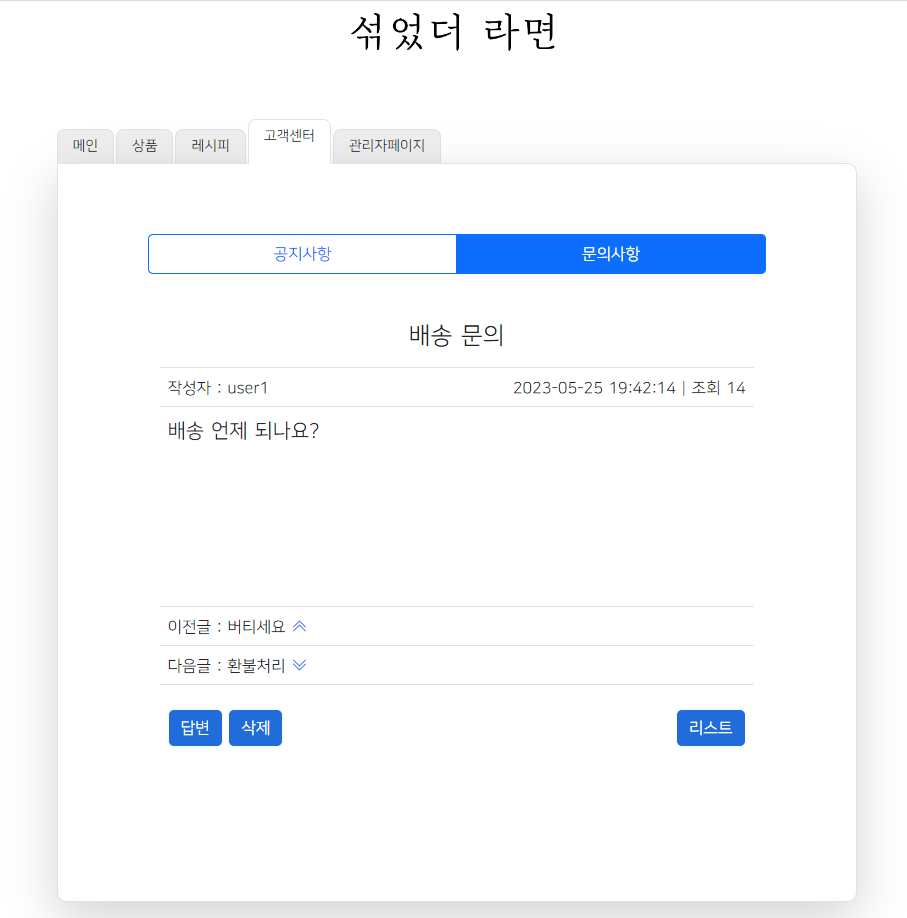 섞었더 라면
메인 상품 레시피 고객센터 관리자페이지
공지사항 문의사항
배송 문의
작성자 : user1 2023-05-25 19:42:14 | 조회 14
배송 언제 되나요?
이전글 : 버티세요
다음글 : 환불처리
답변 삭제 리스트